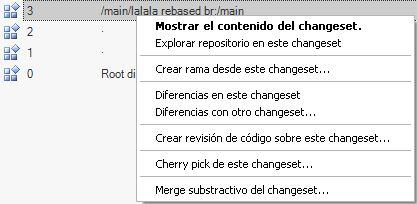 3 /main/lalala rebased br:/main
Mostrar el contenido del changeset.
2 .
Explorar repositorio en este changeset
1 .
Crear rama desde este changeset...
0 Root di
Diferencias en este changeset
Diferencias con otro changeset...
Crear revisión de código sobre este changeset...
Cherry pick de este changeset...
Merge substractivo del changeset...